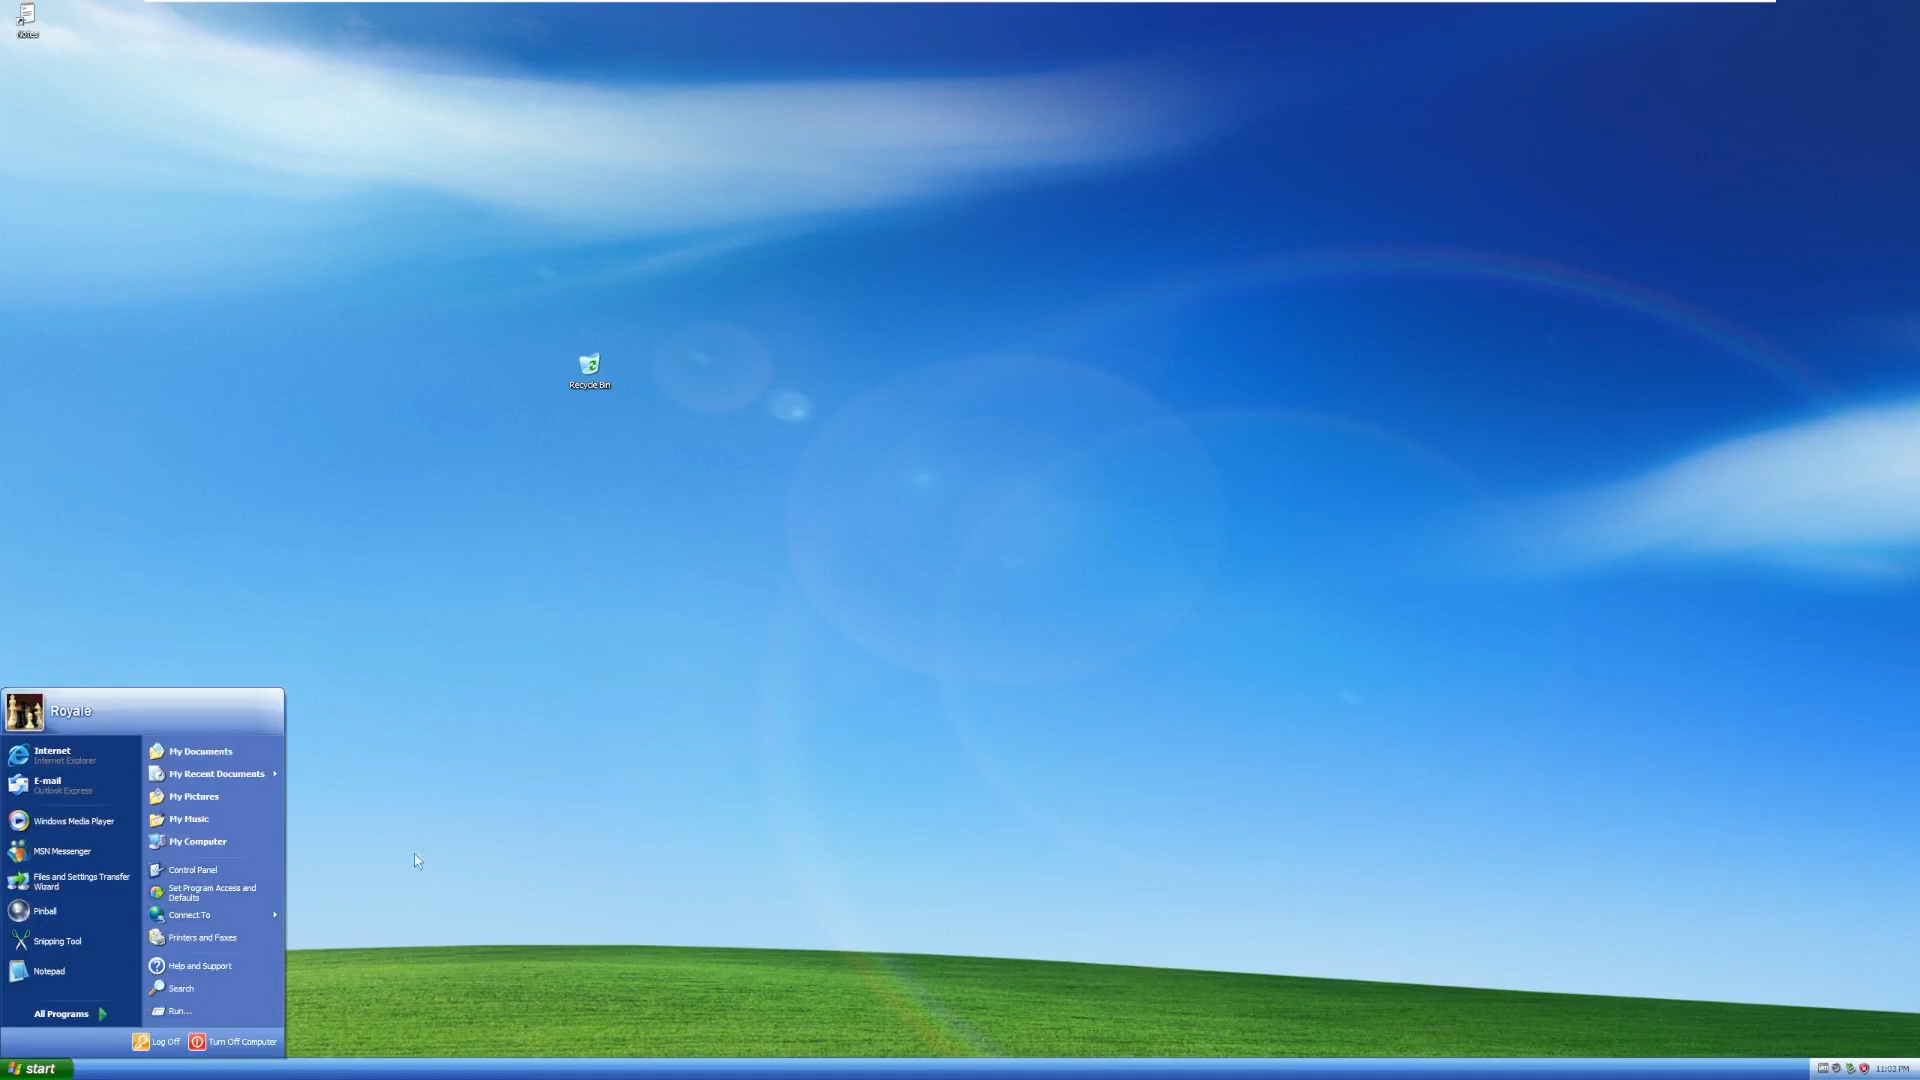 Notes
Recycle Bin
Royale
Internet
Internet Explorer
E-mail
Outlook Express
Windows Media Player
MSN Messenger
Files and Settings Transfer
Wizard
Pinball
Snipping Tool
Notepad
All Programs
My Documents
My Recent Documents
My Pictures
My Music
My Computer
Control Panel
Set Program Access and
Defaults
Connect To
Printers and Faxes
Help and Support
Search
Run...
Log Off
Turn Off Computer
start
11:03 PM